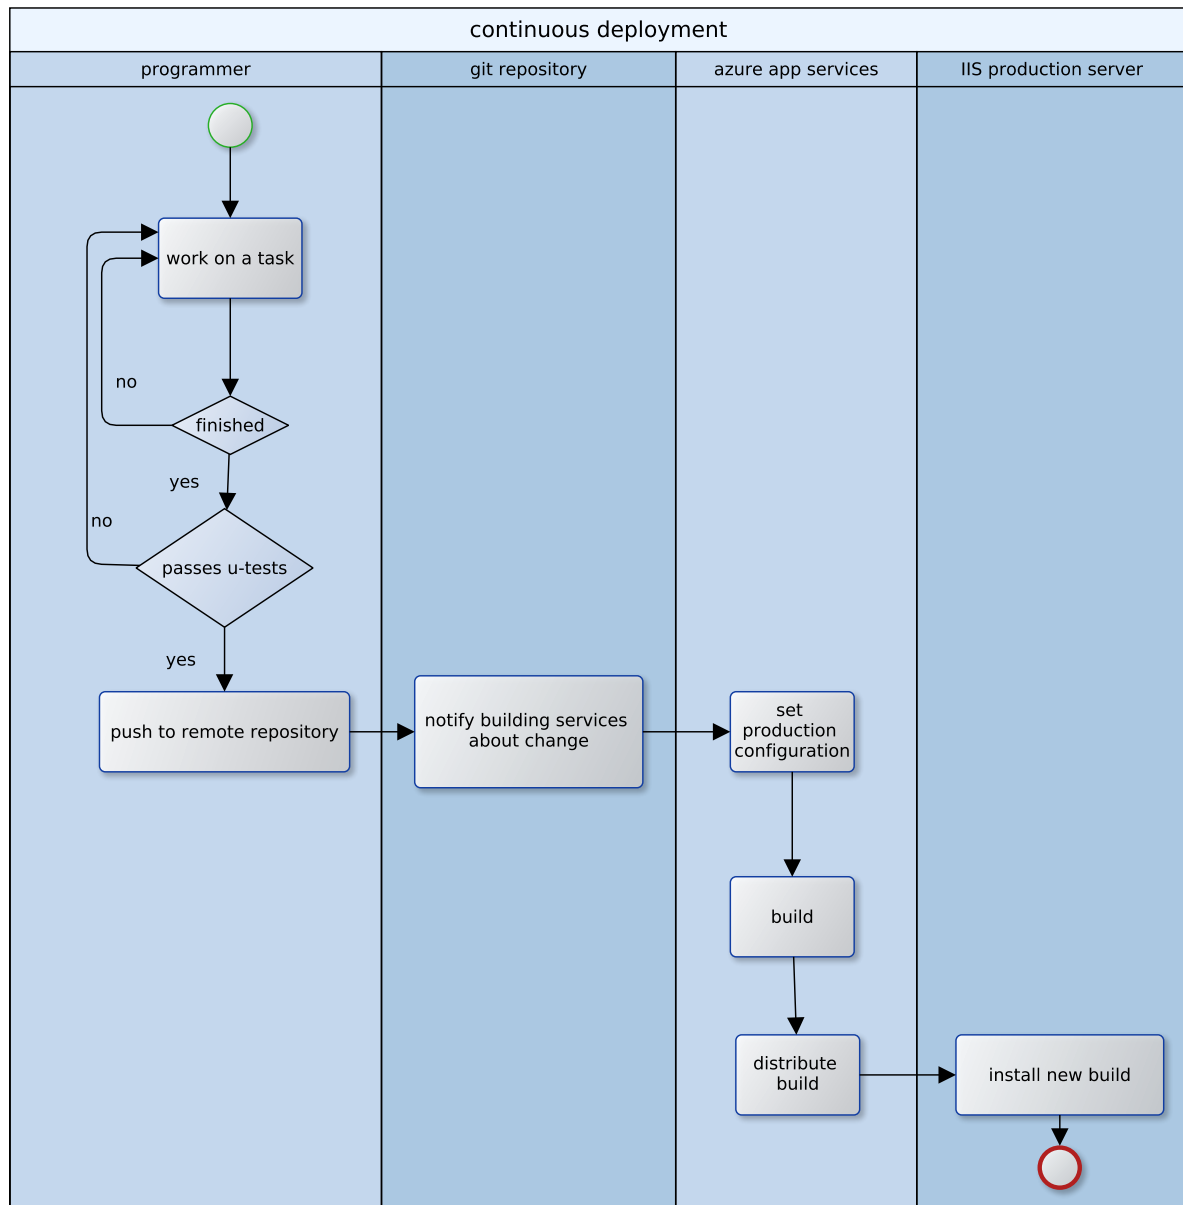 continuous deployment
programmer
git repository
azure app services
IIS production server
work on a task
no
finished
yes
no
passes u-tests
yes
push to remote repository
notify building services
about change
set
production
configuration
build
distribute
build
install new build